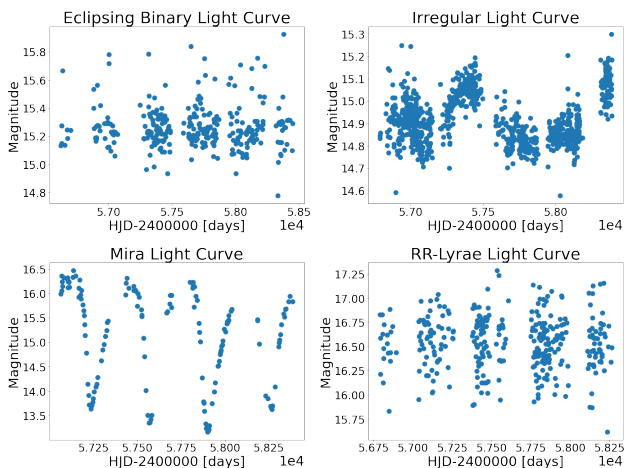 Eclipsing Binary Light Curve
Magnitude
15.8
15.6
15.4
15.2
15.0
14.8
5.70 5.75 5.80 5.85
HJD-2400000 [days] 1e4
Irregular Light Curve
Magnitude
15.3
15.2
15.1
15.0
14.9
14.8
14.7
14.6
5.70 5.75 5.80
HJD-2400000 [days] 1e4
Mira Light Curve
Magnitude
16.5
16.0
15.5
15.0
14.5
14.0
13.5
5.725 5.750 5.775 5.800 5.825
HJD-2400000 [days] 1e4
RR-Lyrae Light Curve
Magnitude
17.25
17.00
16.75
16.50
16.25
16.00
15.75
5.675 5.700 5.725 5.750 5.775 5.800 5.825
HJD-2400000 [days] 1e4